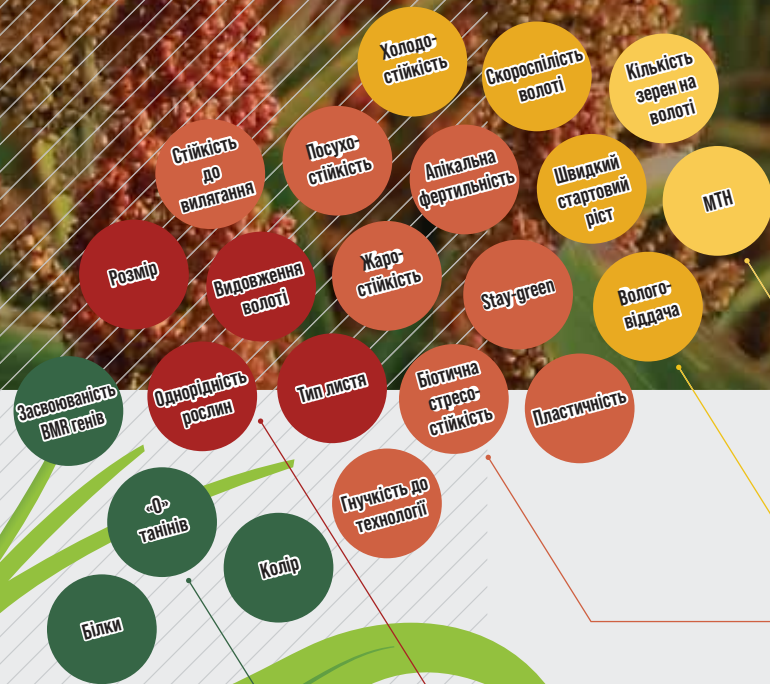 Холодо-
стійкість
Скороспілість
волоті
Кількість
зерен на
волоті
Стійкість
до
вилягання
Посухо-
стійкість
Апікальна
фертильність
Швидкий
стартовий
ріст
МТН
Розмір
Видовження
волоті
Жаро-
стійкість
Stay-green
Волого-
віддача
Засвоюваність
BMR генів
Однорідність
рослин
Тип листя
Біотична
стресо-
стійкість
Пластичність
«О»
танінів
Колір
Гнучкість до
технології
Білки